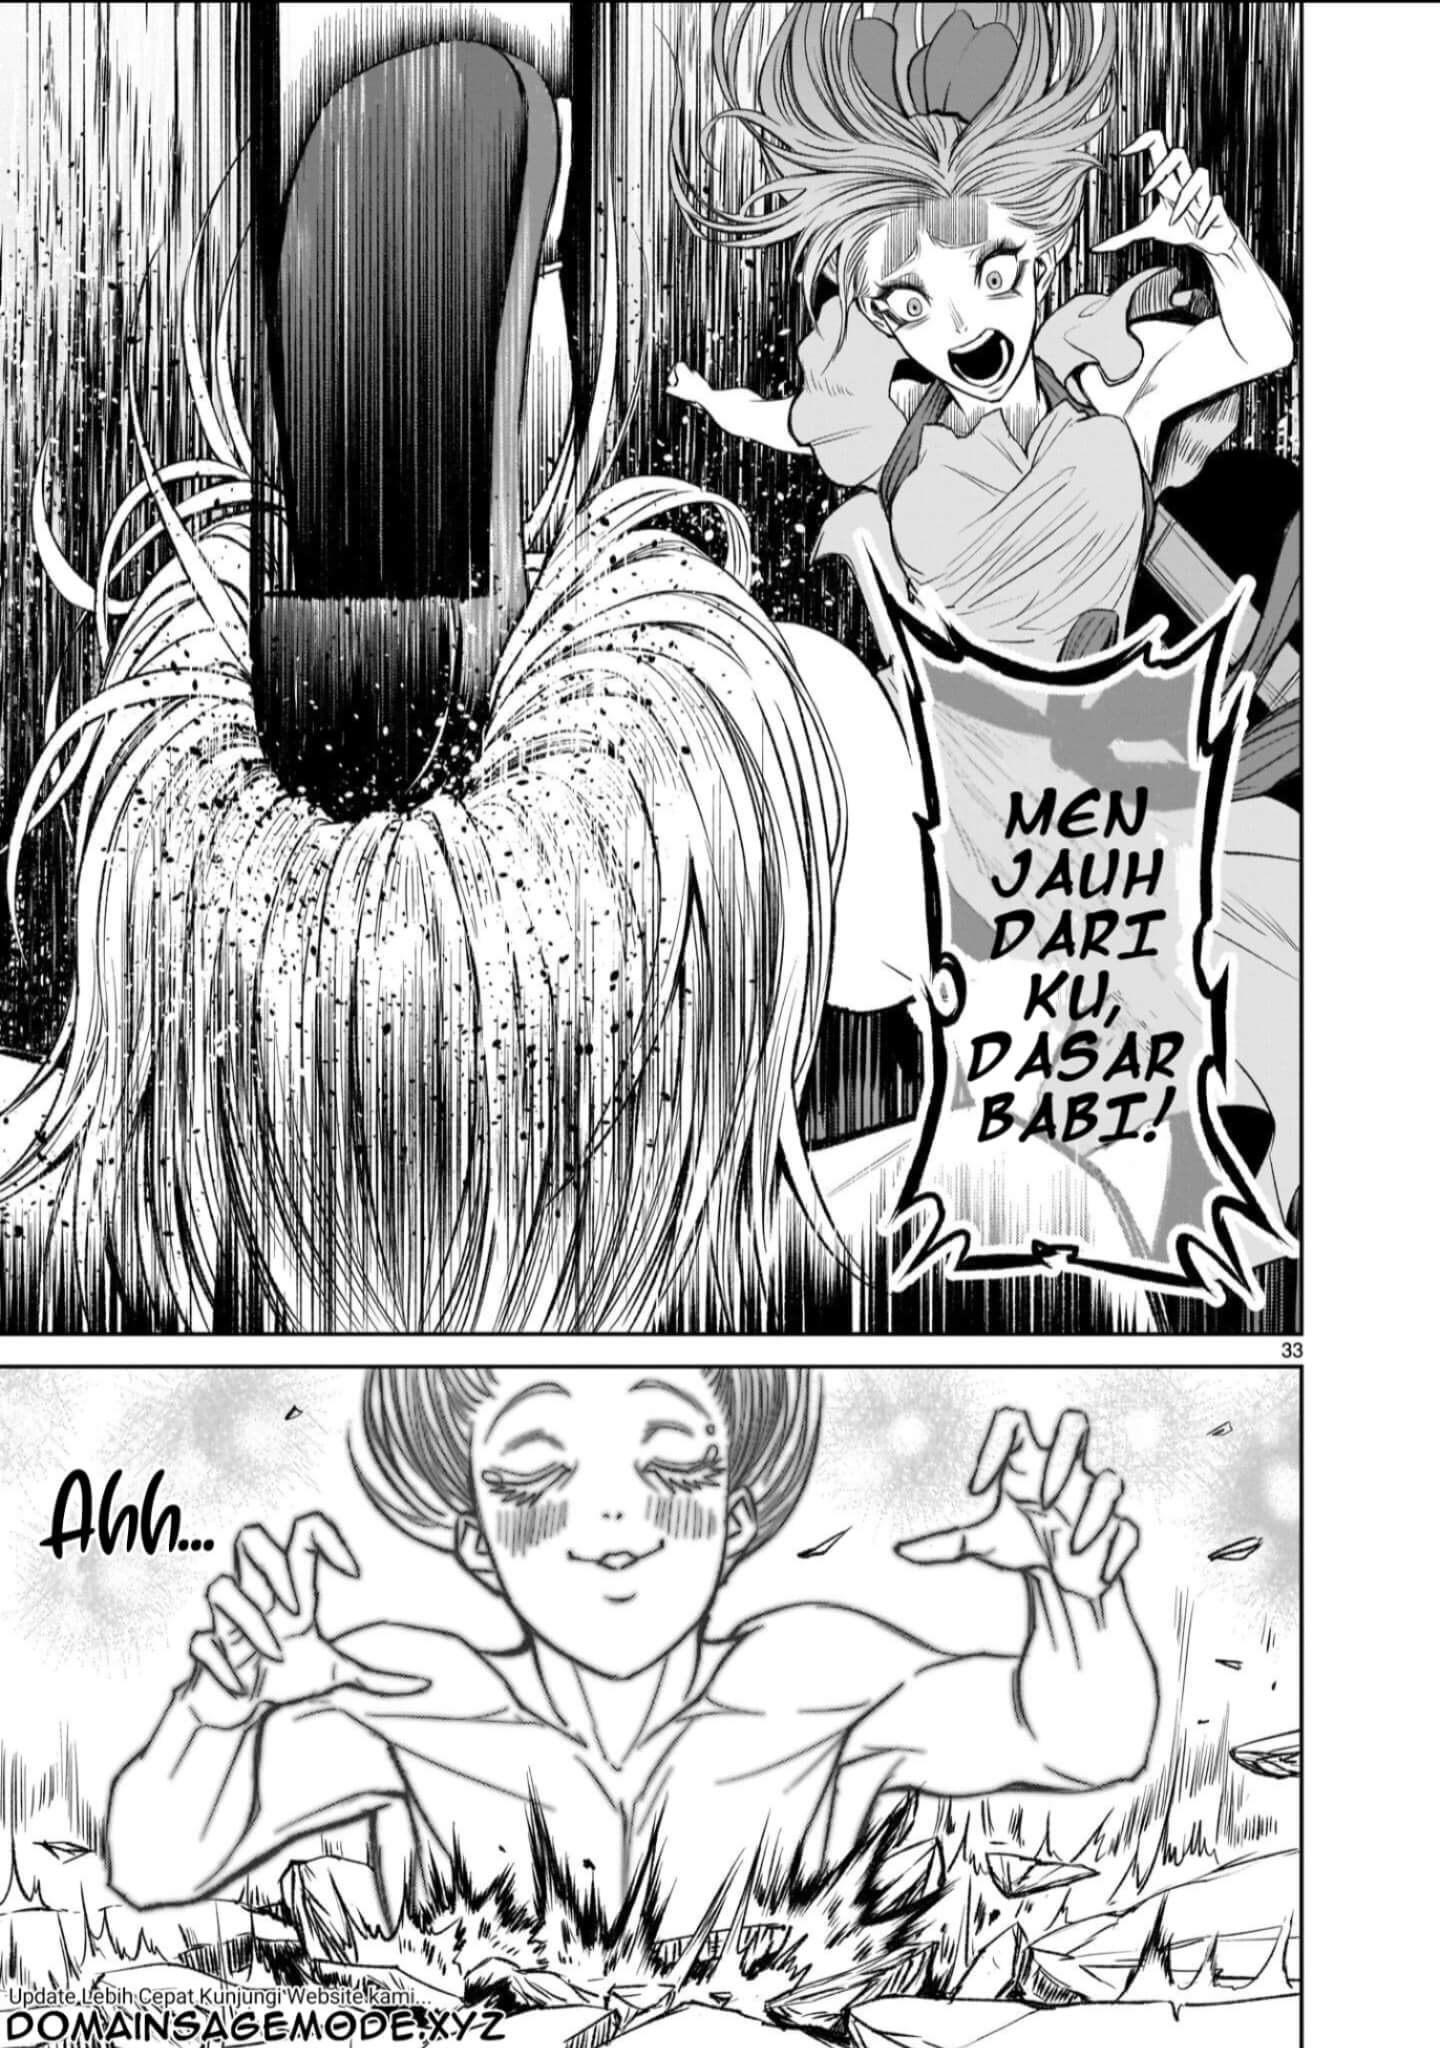 MEN
JAUH
DARI
KU,
DASAR
BABI!
33
Ahh...
Update Lebih Cepat Kunjungi Website kami...
DOMAINSAGEMODE.XYZ